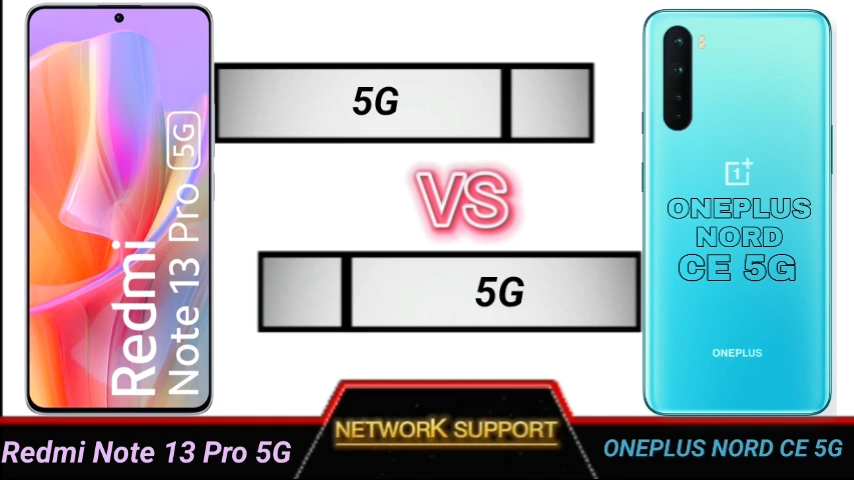 Redmi
Note 13 Pro 5G
5G
VS
5G
1+
ONEPLUS
NORD
CE 5G
ONEPLUS
NETWORK SUPPORT
Redmi Note 13 Pro 5G
ONEPLUS NORD CE 5G